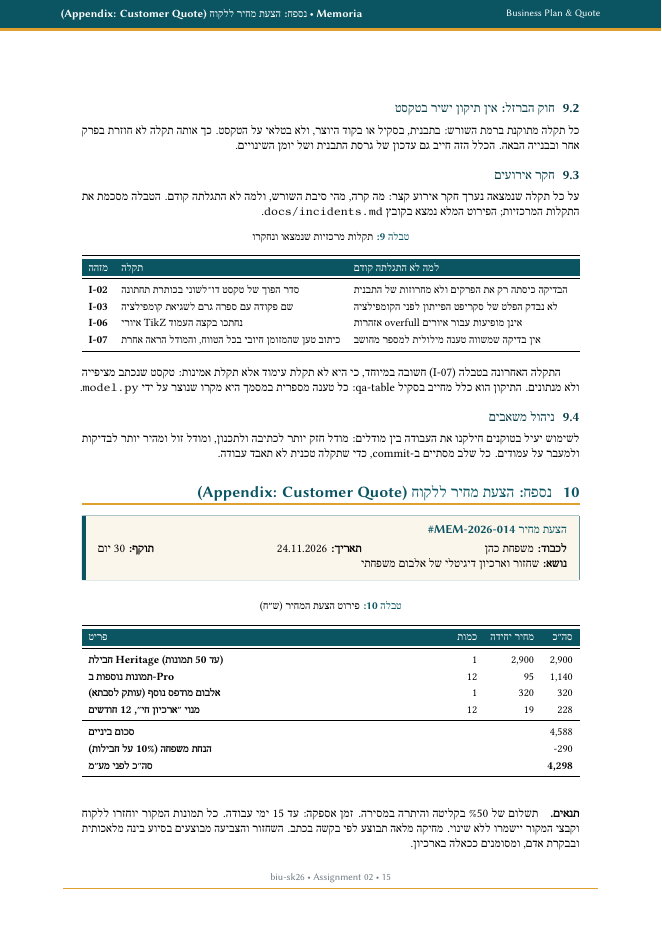 Memoria • נספח: הצעת מחיר ללקוח (Appendix: Customer Quote) Business Plan & Quote
9.2 חוק הברזל: אין תיקון ישיר בטקסט
כל תקלה מתוקנת ברמת השורש: בתבנית, בסקיל או בקוד היוצר, ולא בטלאי על הטקסט. כך אותה תקלה לא חוזרת בפרק
אחר ובבנייה הבאה. הכלל הזה חייב גם עדכון של גרסת התבנית ושל יומן השינויים.
9.3 חקר אירועים
על כל תקלה שנמצאה נערך חקר אירוע קצר: מה קרה, מהי סיבת השורש, ולמה לא התגלתה קודם. הטבלה מסכמת את
התקלות המרכזיות; הפירוט המלא נמצא בקובץ docs/incidents.md.
טבלה 9: תקלות מרכזיות שנמצאו ונחקרו
מזהה תקלה למה לא התגלתה קודם
I-02 סדר הפוך של טקסט דו־לשוני בכותרת תחתונה הבדיקה כיסתה רק את הפרקים ולא מחרוזות של התבנית
I-03 שם פקודה עם ספרה גרם לשגיאת קומפילציה לא נבדק הפלט של סקריפט הפייתון לפני הקומפילציה
I-06 איורי TikZ נחתכו בקצה העמוד אינן מופיעות עבור איורים overfull אזהרות
I-07 כיתוב טען שהמזומן חיובי בכל הטווח, והמודל הראה אחרת אין בדיקה שמשווה טענה מילולית למספר מחושב
התקלה האחרונה בטבלה (I-07) חשובה במיוחד, כי היא לא תקלת עימוד אלא תקלת אמינות: טקסט שנכתב מציפייה
ולא מנתונים. התיקון הוא כלל מחייב בסקיל qa-table: כל טענה מספרית במסמך היא מקרו שנוצר על ידי model.py.
9.4 ניהול משאבים
לשימוש יעיל בטוקנים חילקנו את העבודה בין מודלים: מודל חזק יותר לכתיבה ולתכנון, ומודל זול ומהיר יותר לבדיקות
ולמעבר על עמודים. כל שלב מסתיים ב-commit, כדי שתקלה טכנית לא תאבד עבודה.
10 נספח: הצעת מחיר ללקוח (Appendix: Customer Quote)
הצעת מחיר #MEM-2026-014
לכבוד: משפחת כהן תאריך: 24.11.2026 תוקף: 30 יום
נושא: שחזור וארכיון דיגיטלי של אלבום משפחתי
טבלה 10: פירוט הצעת המחיר (ש״ח)
פריט כמות מחיר יחידה סה״כ
חבילת Heritage (עד 50 תמונות) 1 2,900 2,900
תמונות נוספות ב-Pro 12 95 1,140
אלבום מודפס נוסף (עותק לסבתא) 1 320 320
מנוי ״ארכיון חי״, 12 חודשים 12 19 228
סכום ביניים 4,588
הנחת משפחה (10% על חבילות) -290
סה״כ לפני מע״מ 4,298
תנאים. תשלום של 50% בקליטה והיתרה במסירה. זמן אספקה: עד 15 ימי עבודה. כל תמונות המקור יוחזרו ללקוח
וקבצי המקור יישמרו ללא שינוי. מחיקה מלאה תבוצע לפי בקשה בכתב. השחזור והצביעה מבוצעים בסיוע בינה מלאכותית
ובבקרת אדם, ומסומנים ככאלה בארכיון.
biu-sk26 • Assignment 02 • 15